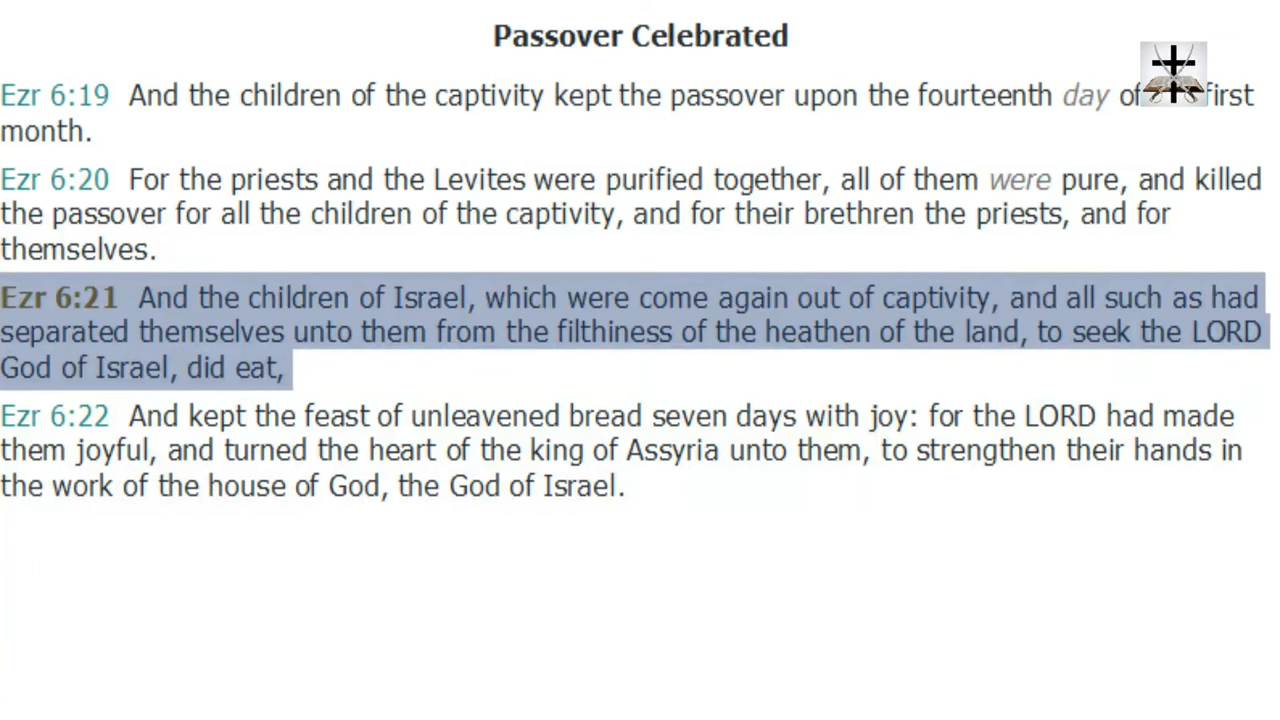 Passover Celebrated
Ezr 6:19 And the children of the captivity kept the passover upon the fourteenth day of first
month.
Ezr 6:20 For the priests and the Levites were purified together, all of them were pure, and killed
the passover for all the children of the captivity, and for their brethren the priests, and for
themselves.
Ezr 6:21 And the children of Israel, which were come again out of captivity, and all such as had
separated themselves unto them from the filthiness of the heathen of the land, to seek the LORD
God of Israel, did eat,
Ezr 6:22 And kept the feast of unleavened bread seven days with joy: for the LORD had made
them joyful, and turned the heart of the king of Assyria unto them, to strengthen their hands in
the work of the house of God, the God of Israel.